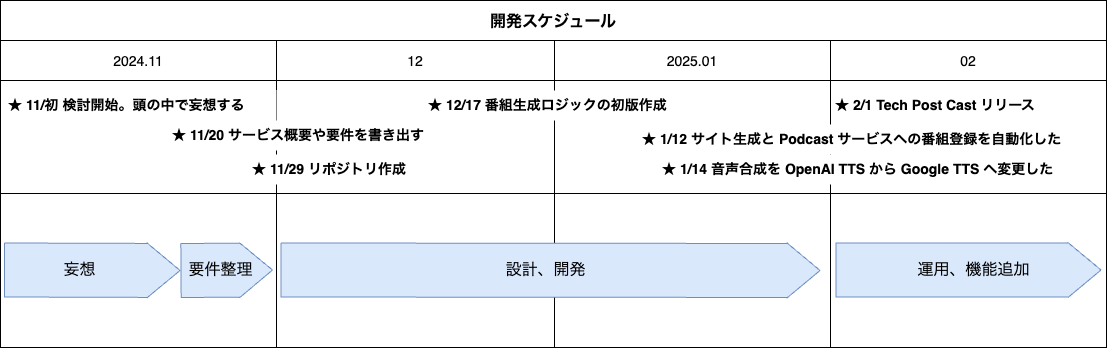 開発スケジュール
2024.11
12
2025.01
02
★ 11/初 検討開始。頭の中で妄想する
★ 12/17 番組生成ロジックの初版作成
★ 2/1 Tech Post Cast リリース
★ 11/20 サービス概要や要件を書き出す
★ 1/12 サイト生成と Podcast サービスへの番組登録を自動化した
★ 11/29 リポジトリ作成
★ 1/14 音声合成を OpenAI TTS から Google TTS へ変更した
妄想
要件整理
設計、開発
運用、機能追加